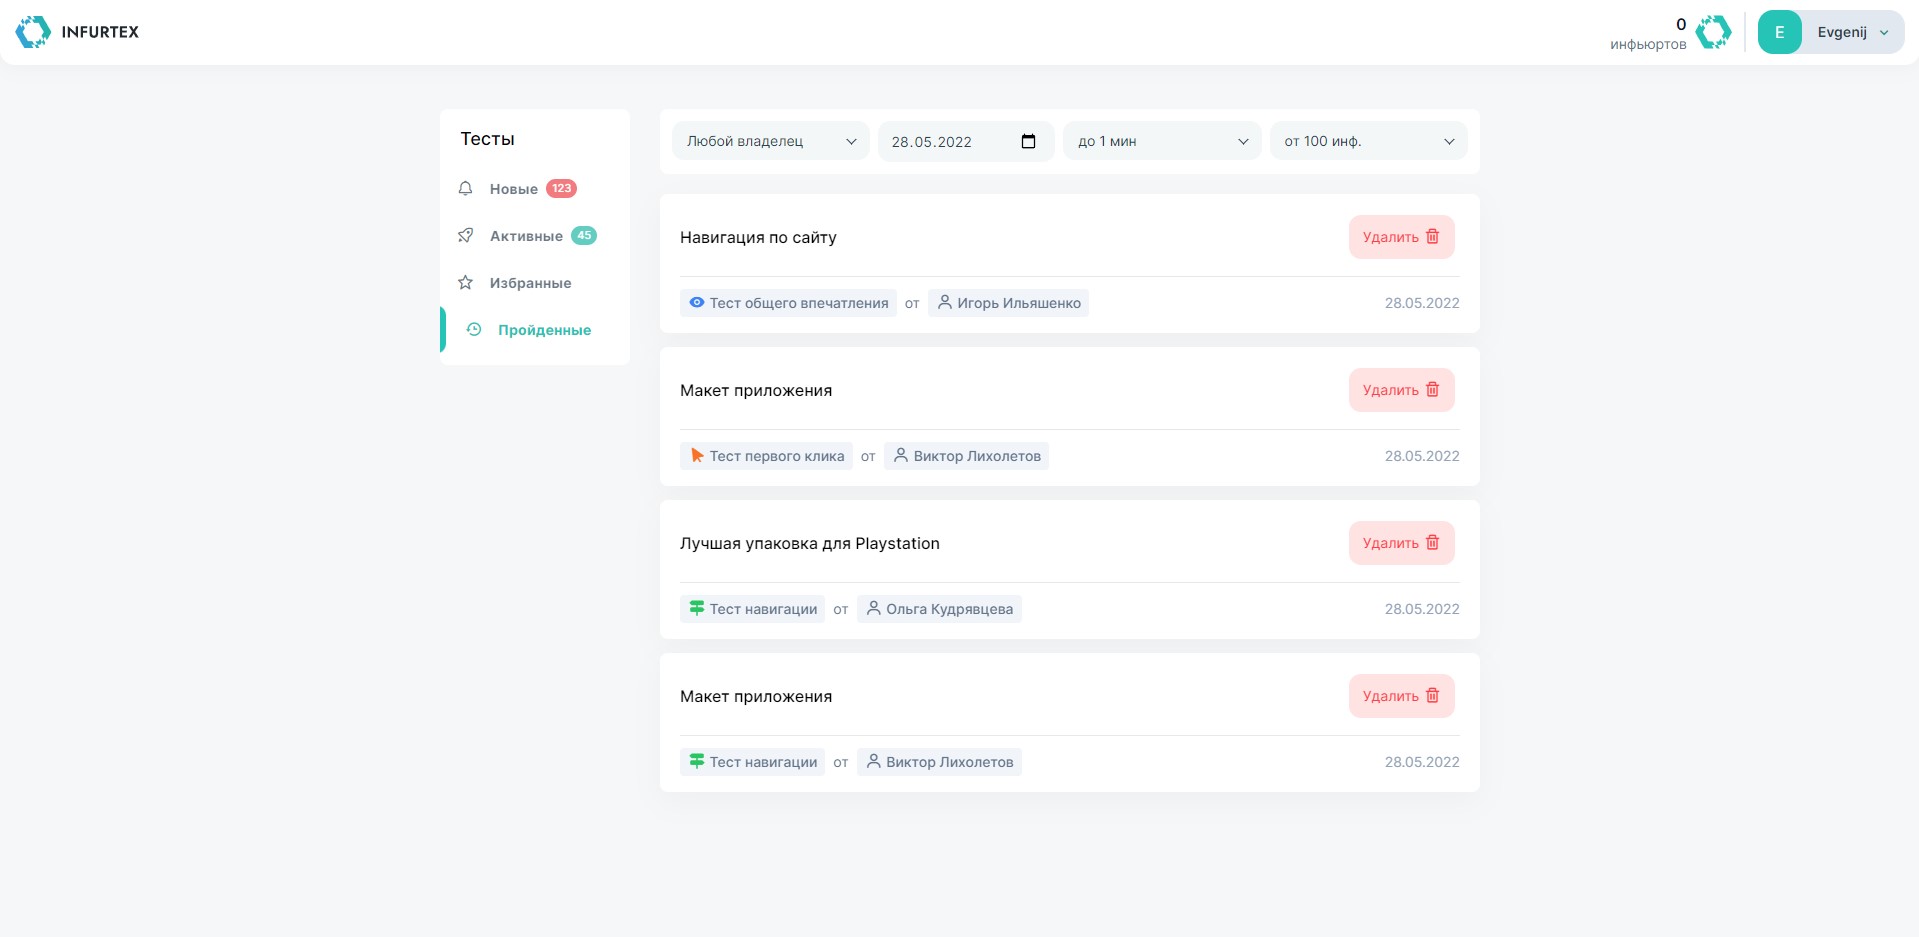 INFURTEX
0
инфьюртов
E
Evgenij
Тесты
Новые 123
Активные 45
Избранные
Пройденные
Любой владелец
28.05.2022
до 1 мин
от 100 инф.
Навигация по сайту
Удалить
Тест общего впечатления от Игорь Ильяшенко
28.05.2022
Макет приложения
Удалить
Тест первого клика от Виктор Лихолетов
28.05.2022
Лучшая упаковка для Playstation
Удалить
Тест навигации от Ольга Кудрявцева
28.05.2022
Макет приложения
Удалить
Тест навигации от Виктор Лихолетов
28.05.2022